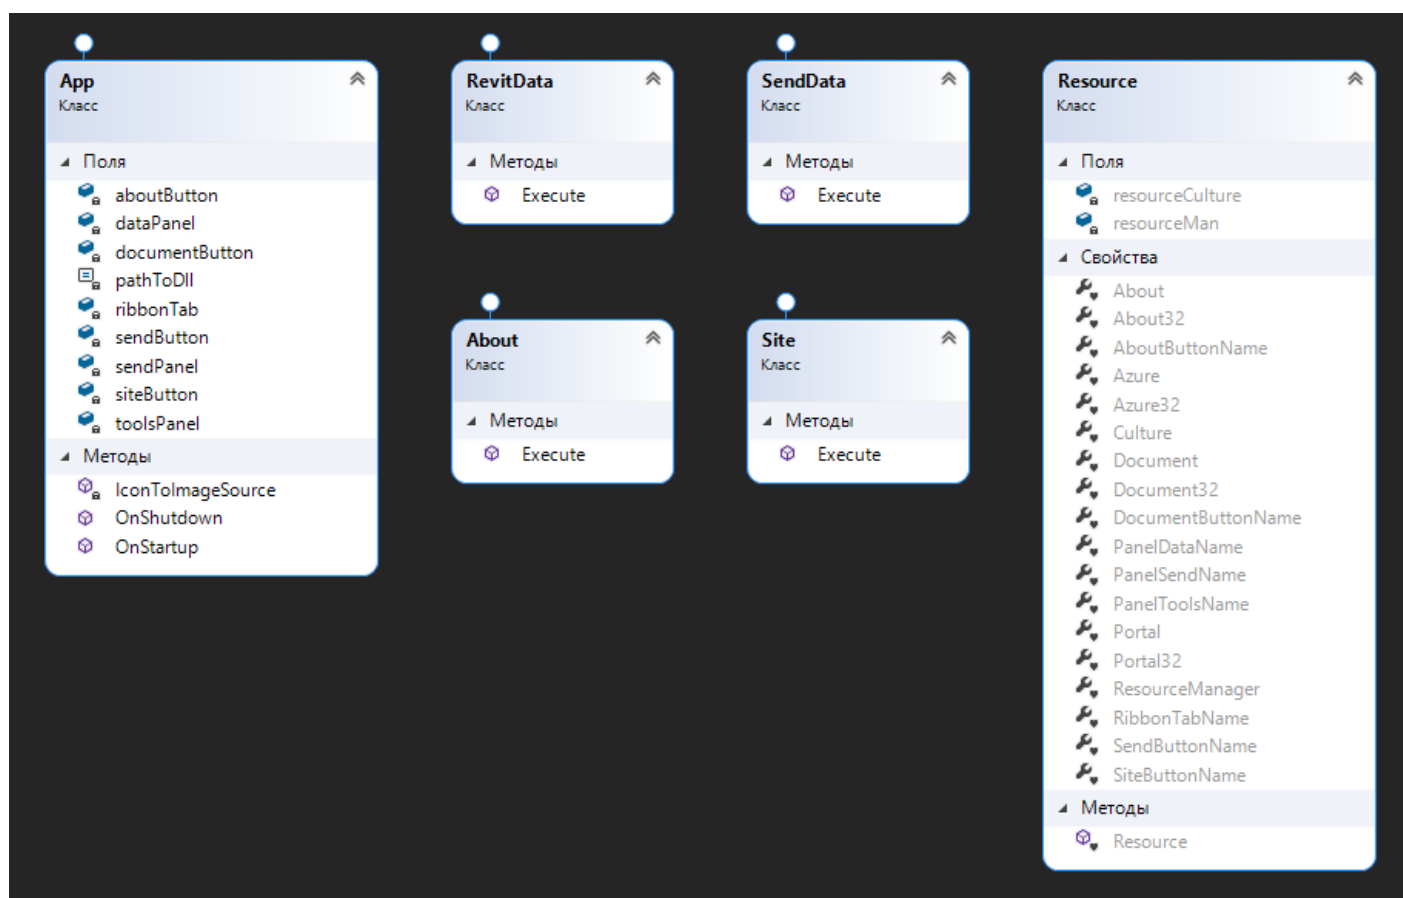 App
Класс
Поля
aboutButton
dataPanel
documentButton
pathToDll
ribbonTab
sendButton
sendPanel
siteButton
toolsPanel
Методы
IconToImageSource
OnShutdown
OnStartup
RevitData
Класс
Методы
Execute
SendData
Класс
Методы
Execute
About
Класс
Методы
Execute
Site
Класс
Методы
Execute
Resource
Класс
Поля
resourceCulture
resourceMan
Свойства
About
About32
AboutButtonName
Azure
Azure32
Culture
Document
Document32
DocumentButtonName
PanelDataName
PanelSendName
PanelToolsName
Portal
Portal32
ResourceManager
RibbonTabName
SendButtonName
SiteButtonName
Методы
Resource